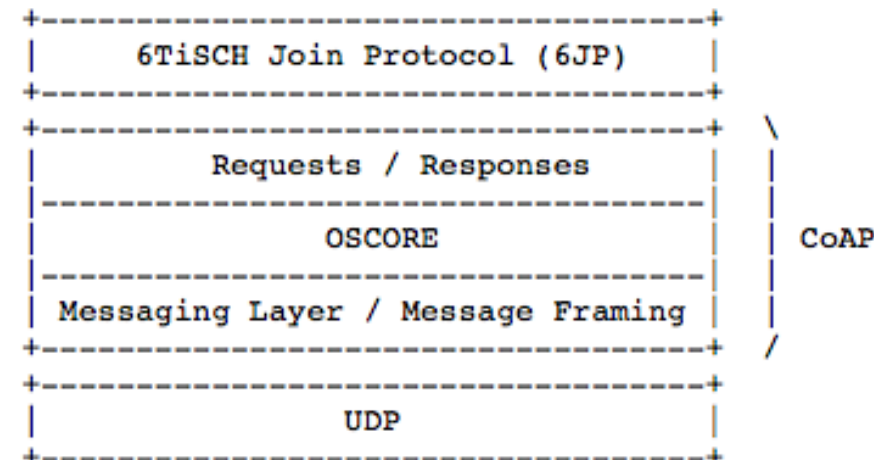 6TiSCH Join Protocol (6JP)
Requests / Responses
OSCORE
CoAP
Messaging Layer / Message Framing
UDP